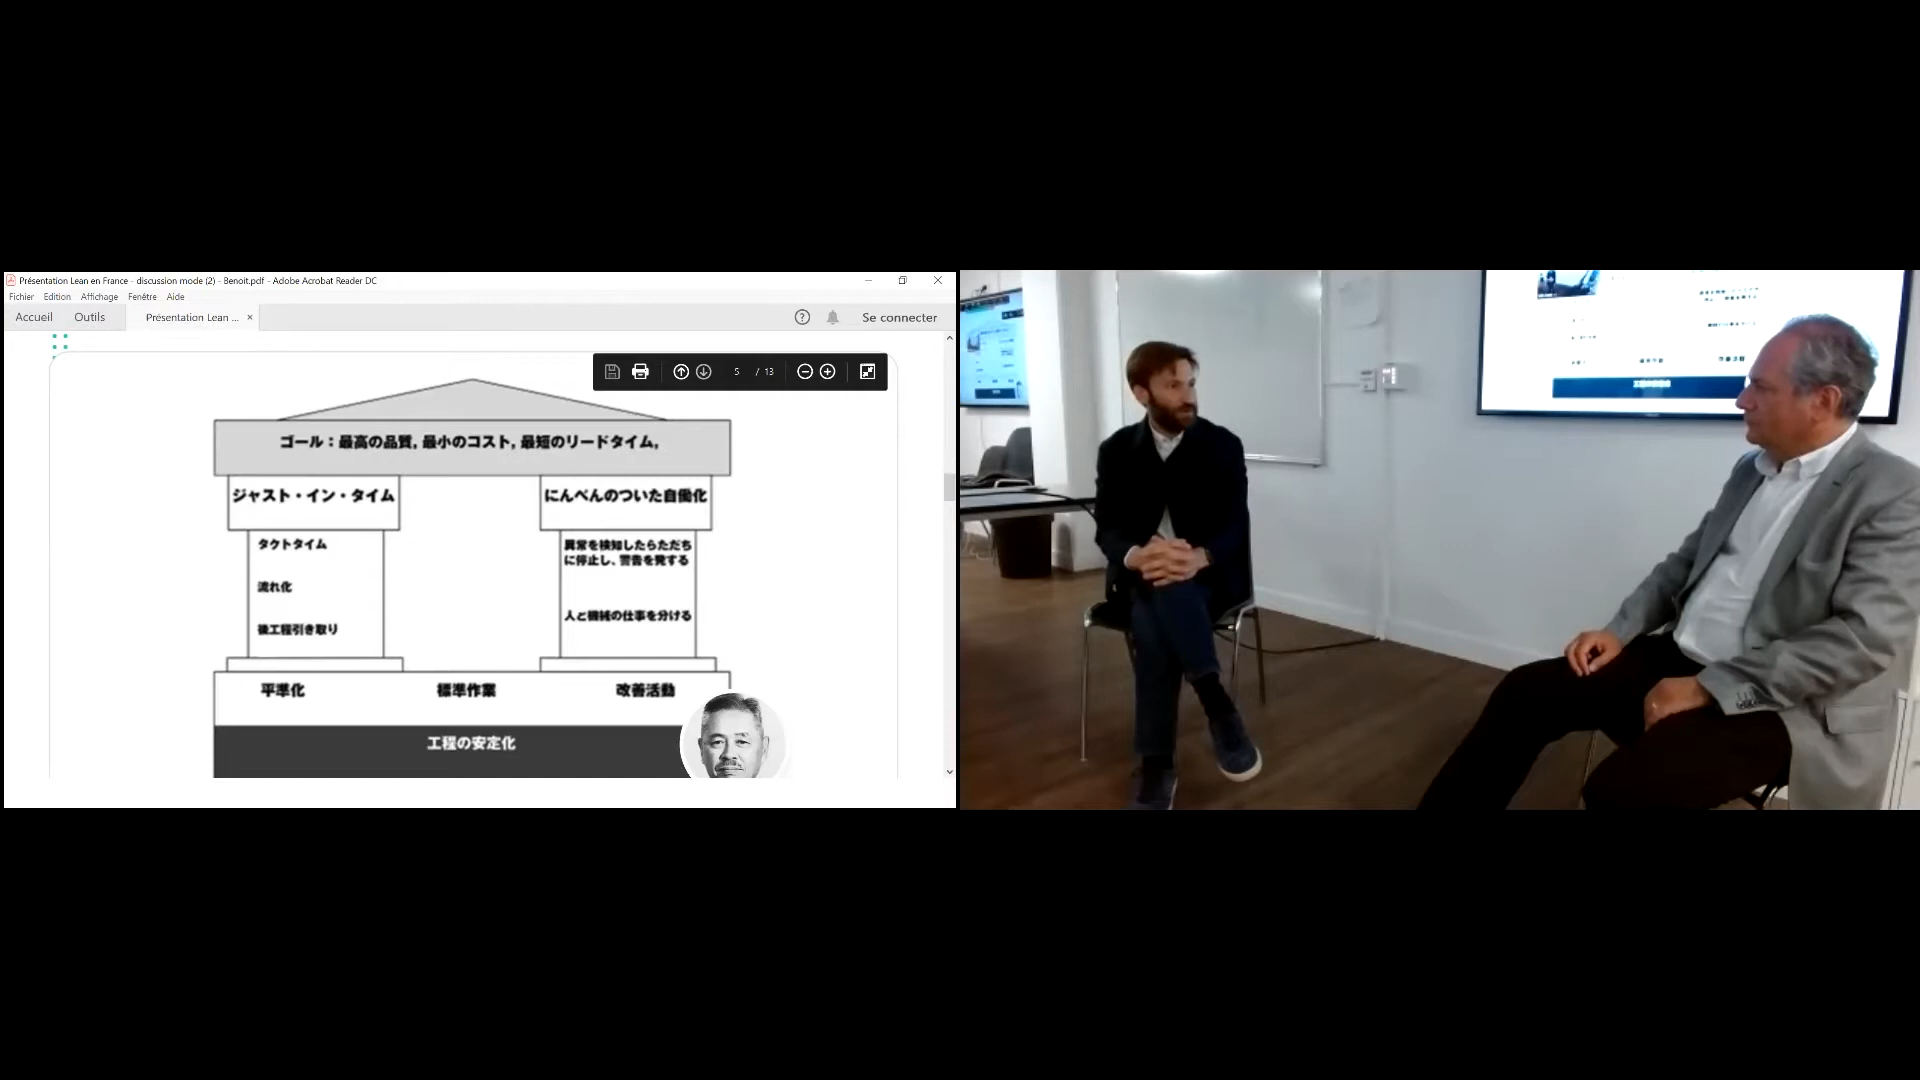 Présentation Lean en France - discussion mode (2) - Benoit.pdf - Adobe Acrobat Reader DC
Fichier Edition Affichage Fenêtre Aide
Accueil Outils Présentation Lean ... × Se connecter
5 / 13
ゴール：最高の品質, 最小のコスト, 最短のリードタイム,
ジャスト・イン・タイム
にんべんのついた自働化
タクトタイム
流れ化
後工程引き取り
異常を検知したらただち
に停止し、警告を発する
人と機械の仕事を分ける
平準化 標準作業 改善活動
工程の安定化